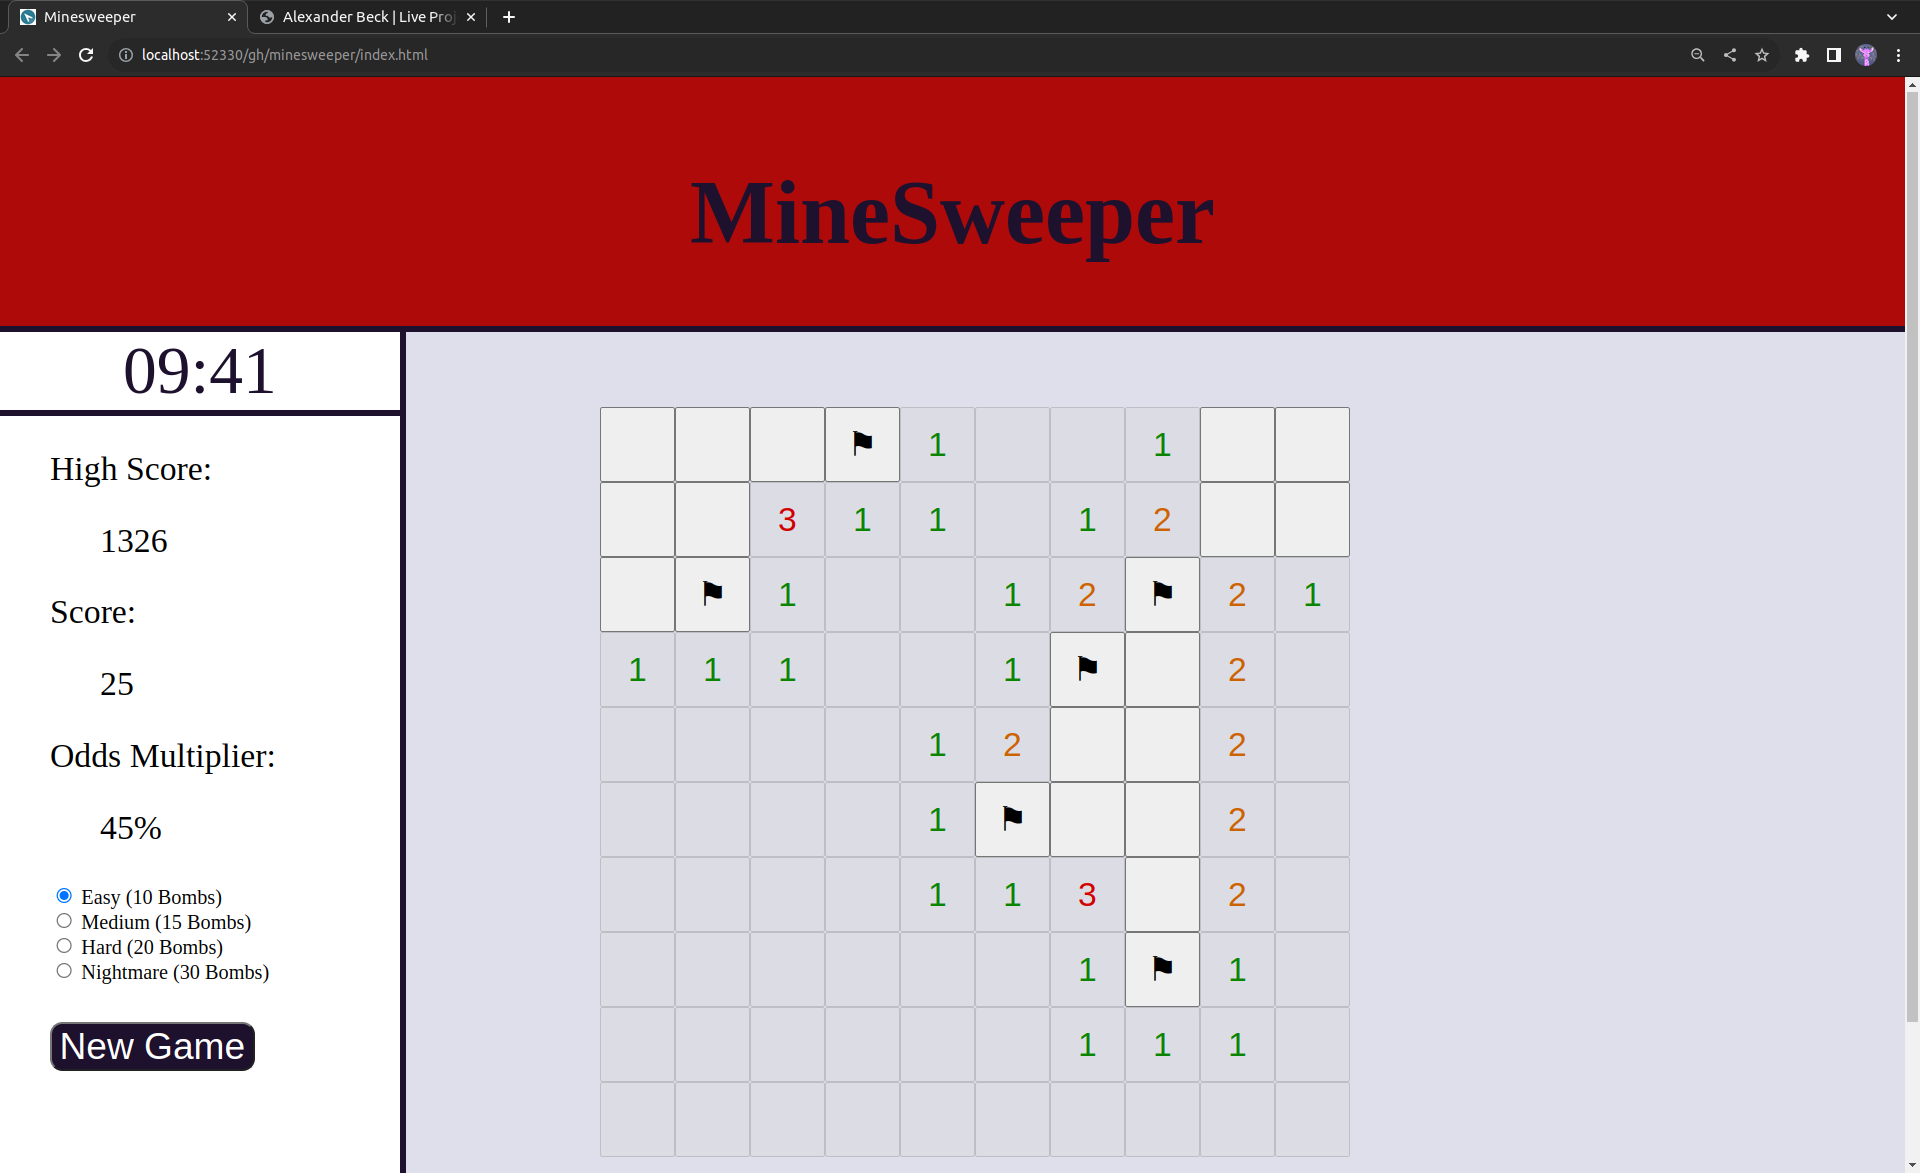 Minesweeper
Alexander Beck | Live Proj
localhost:52330/gh/minesweeper/index.html
MineSweeper
09:41
High Score:
1326
Score:
25
Odds Multiplier:
45%
Easy (10 Bombs)
Medium (15 Bombs)
Hard (20 Bombs)
Nightmare (30 Bombs)
New Game
1 1
3 1 1 1 2
1 1 2 2 1
1 1 1 1 2
1 2 2
1 2
1 1 3 2
1 1
1 1 1